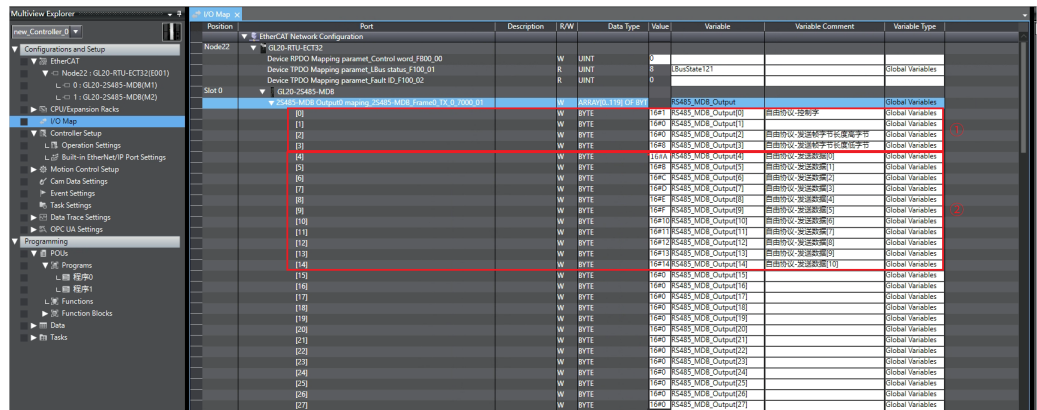 Multiview Explorer
new_Controller_0
Configurations and Setup
EtherCAT
Node22 : GL20-RTU-ECT32(E001)
0 : GL20-2S485-MDB(M1)
1 : GL20-2S485-MDB(M2)
CPU/Expansion Racks
I/O Map
Controller Setup
Operation Settings
Built-in EtherNet/IP Port Settings
Motion Control Setup
Cam Data Settings
Event Settings
Task Settings
Data Trace Settings
OPC UA Settings
Programming
POUs
Programs
程序0
程序1
Functions
Function Blocks
Data
Tasks
I/O Map
Position Port Description R/W Data Type Value Variable Variable Comment Variable Type
EtherCAT Network Configuration
Node22 GL20-RTU-ECT32
Device RPDO Mapping paramet_Control word_F800_00 W UINT 0
Device TPDO Mapping paramet_LBus status_F100_01 R UINT 8 LBusState121 Global Variables
Device TPDO Mapping paramet_Fault ID_F100_02 R UINT 0
Slot 0 GL20-2S485-MDB
2S485-MDB Output0 maping_2S485-MDB_Frame0_TX_0_7000_01 W ARRAY[0..119] OF BYT RS485_MDB_Output Global Variables
[0] W BYTE 16#1 RS485_MDB_Output[0] 自由协议-控制字 Global Variables
[1] W BYTE 16#0 RS485_MDB_Output[1] Global Variables
[2] W BYTE 16#0 RS485_MDB_Output[2] 自由协议-发送帧字节长度高字节 Global Variables
[3] W BYTE 16#B RS485_MDB_Output[3] 自由协议-发送帧字节长度低字节 Global Variables
1
[4] W BYTE 16#A RS485_MDB_Output[4] 自由协议-发送数据[0] Global Variables
[5] W BYTE 16#B RS485_MDB_Output[5] 自由协议-发送数据[1] Global Variables
[6] W BYTE 16#C RS485_MDB_Output[6] 自由协议-发送数据[2] Global Variables
[7] W BYTE 16#D RS485_MDB_Output[7] 自由协议-发送数据[3] Global Variables
[8] W BYTE 16#E RS485_MDB_Output[8] 自由协议-发送数据[4] Global Variables
[9] W BYTE 16#F RS485_MDB_Output[9] 自由协议-发送数据[5] Global Variables
2
[10] W BYTE 16#10 RS485_MDB_Output[10] 自由协议-发送数据[6] Global Variables
[11] W BYTE 16#11 RS485_MDB_Output[11] 自由协议-发送数据[7] Global Variables
[12] W BYTE 16#12 RS485_MDB_Output[12] 自由协议-发送数据[8] Global Variables
[13] W BYTE 16#13 RS485_MDB_Output[13] 自由协议-发送数据[9] Global Variables
[14] W BYTE 16#14 RS485_MDB_Output[14] 自由协议-发送数据[10] Global Variables
[15] W BYTE 16#0 RS485_MDB_Output[15] Global Variables
[16] W BYTE 16#0 RS485_MDB_Output[16] Global Variables
[17] W BYTE 16#0 RS485_MDB_Output[17] Global Variables
[18] W BYTE 16#0 RS485_MDB_Output[18] Global Variables
[19] W BYTE 16#0 RS485_MDB_Output[19] Global Variables
[20] W BYTE 16#0 RS485_MDB_Output[20] Global Variables
[21] W BYTE 16#0 RS485_MDB_Output[21] Global Variables
[22] W BYTE 16#0 RS485_MDB_Output[22] Global Variables
[23] W BYTE 16#0 RS485_MDB_Output[23] Global Variables
[24] W BYTE 16#0 RS485_MDB_Output[24] Global Variables
[25] W BYTE 16#0 RS485_MDB_Output[25] Global Variables
[26] W BYTE 16#0 RS485_MDB_Output[26] Global Variables
[27] W BYTE 16#0 RS485_MDB_Output[27] Global Variables